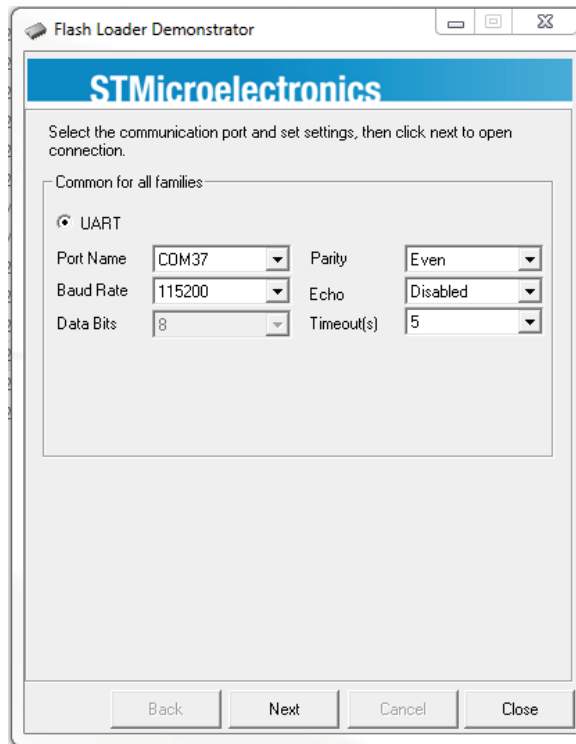 Flash Loader Demonstrator
STMicroelectronics
Select the communication port and set settings, then click next to open
connection.
Common for all families
UART
Port Name COM37 Parity Even
Baud Rate 115200 Echo Disabled
Data Bits 8 Timeout(s) 5
Back Next Cancel Close